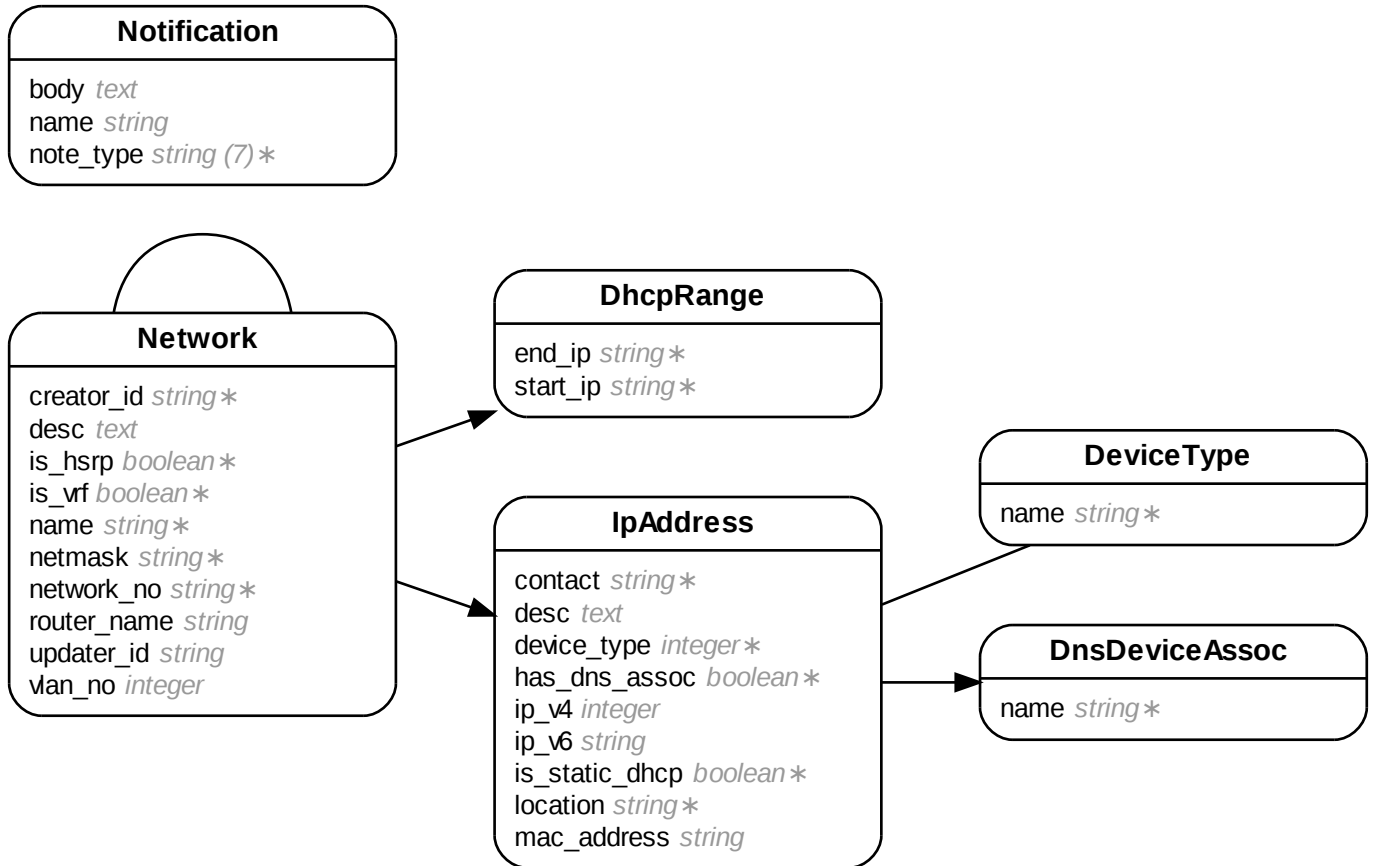 Notification
body text
name string
note_type string (7)∗
Network
creator_id string∗
desc text
is_hsrp boolean∗
is_vrf boolean∗
name string∗
netmask string∗
network_no string∗
router_name string
updater_id string
vlan_no integer
DhcpRange
end_ip string∗
start_ip string∗
IpAddress
contact string∗
desc text
device_type integer∗
has_dns_assoc boolean∗
ip_v4 integer
ip_v6 string
is_static_dhcp boolean∗
location string∗
mac_address string
DeviceType
name string∗
DnsDeviceAssoc
name string∗